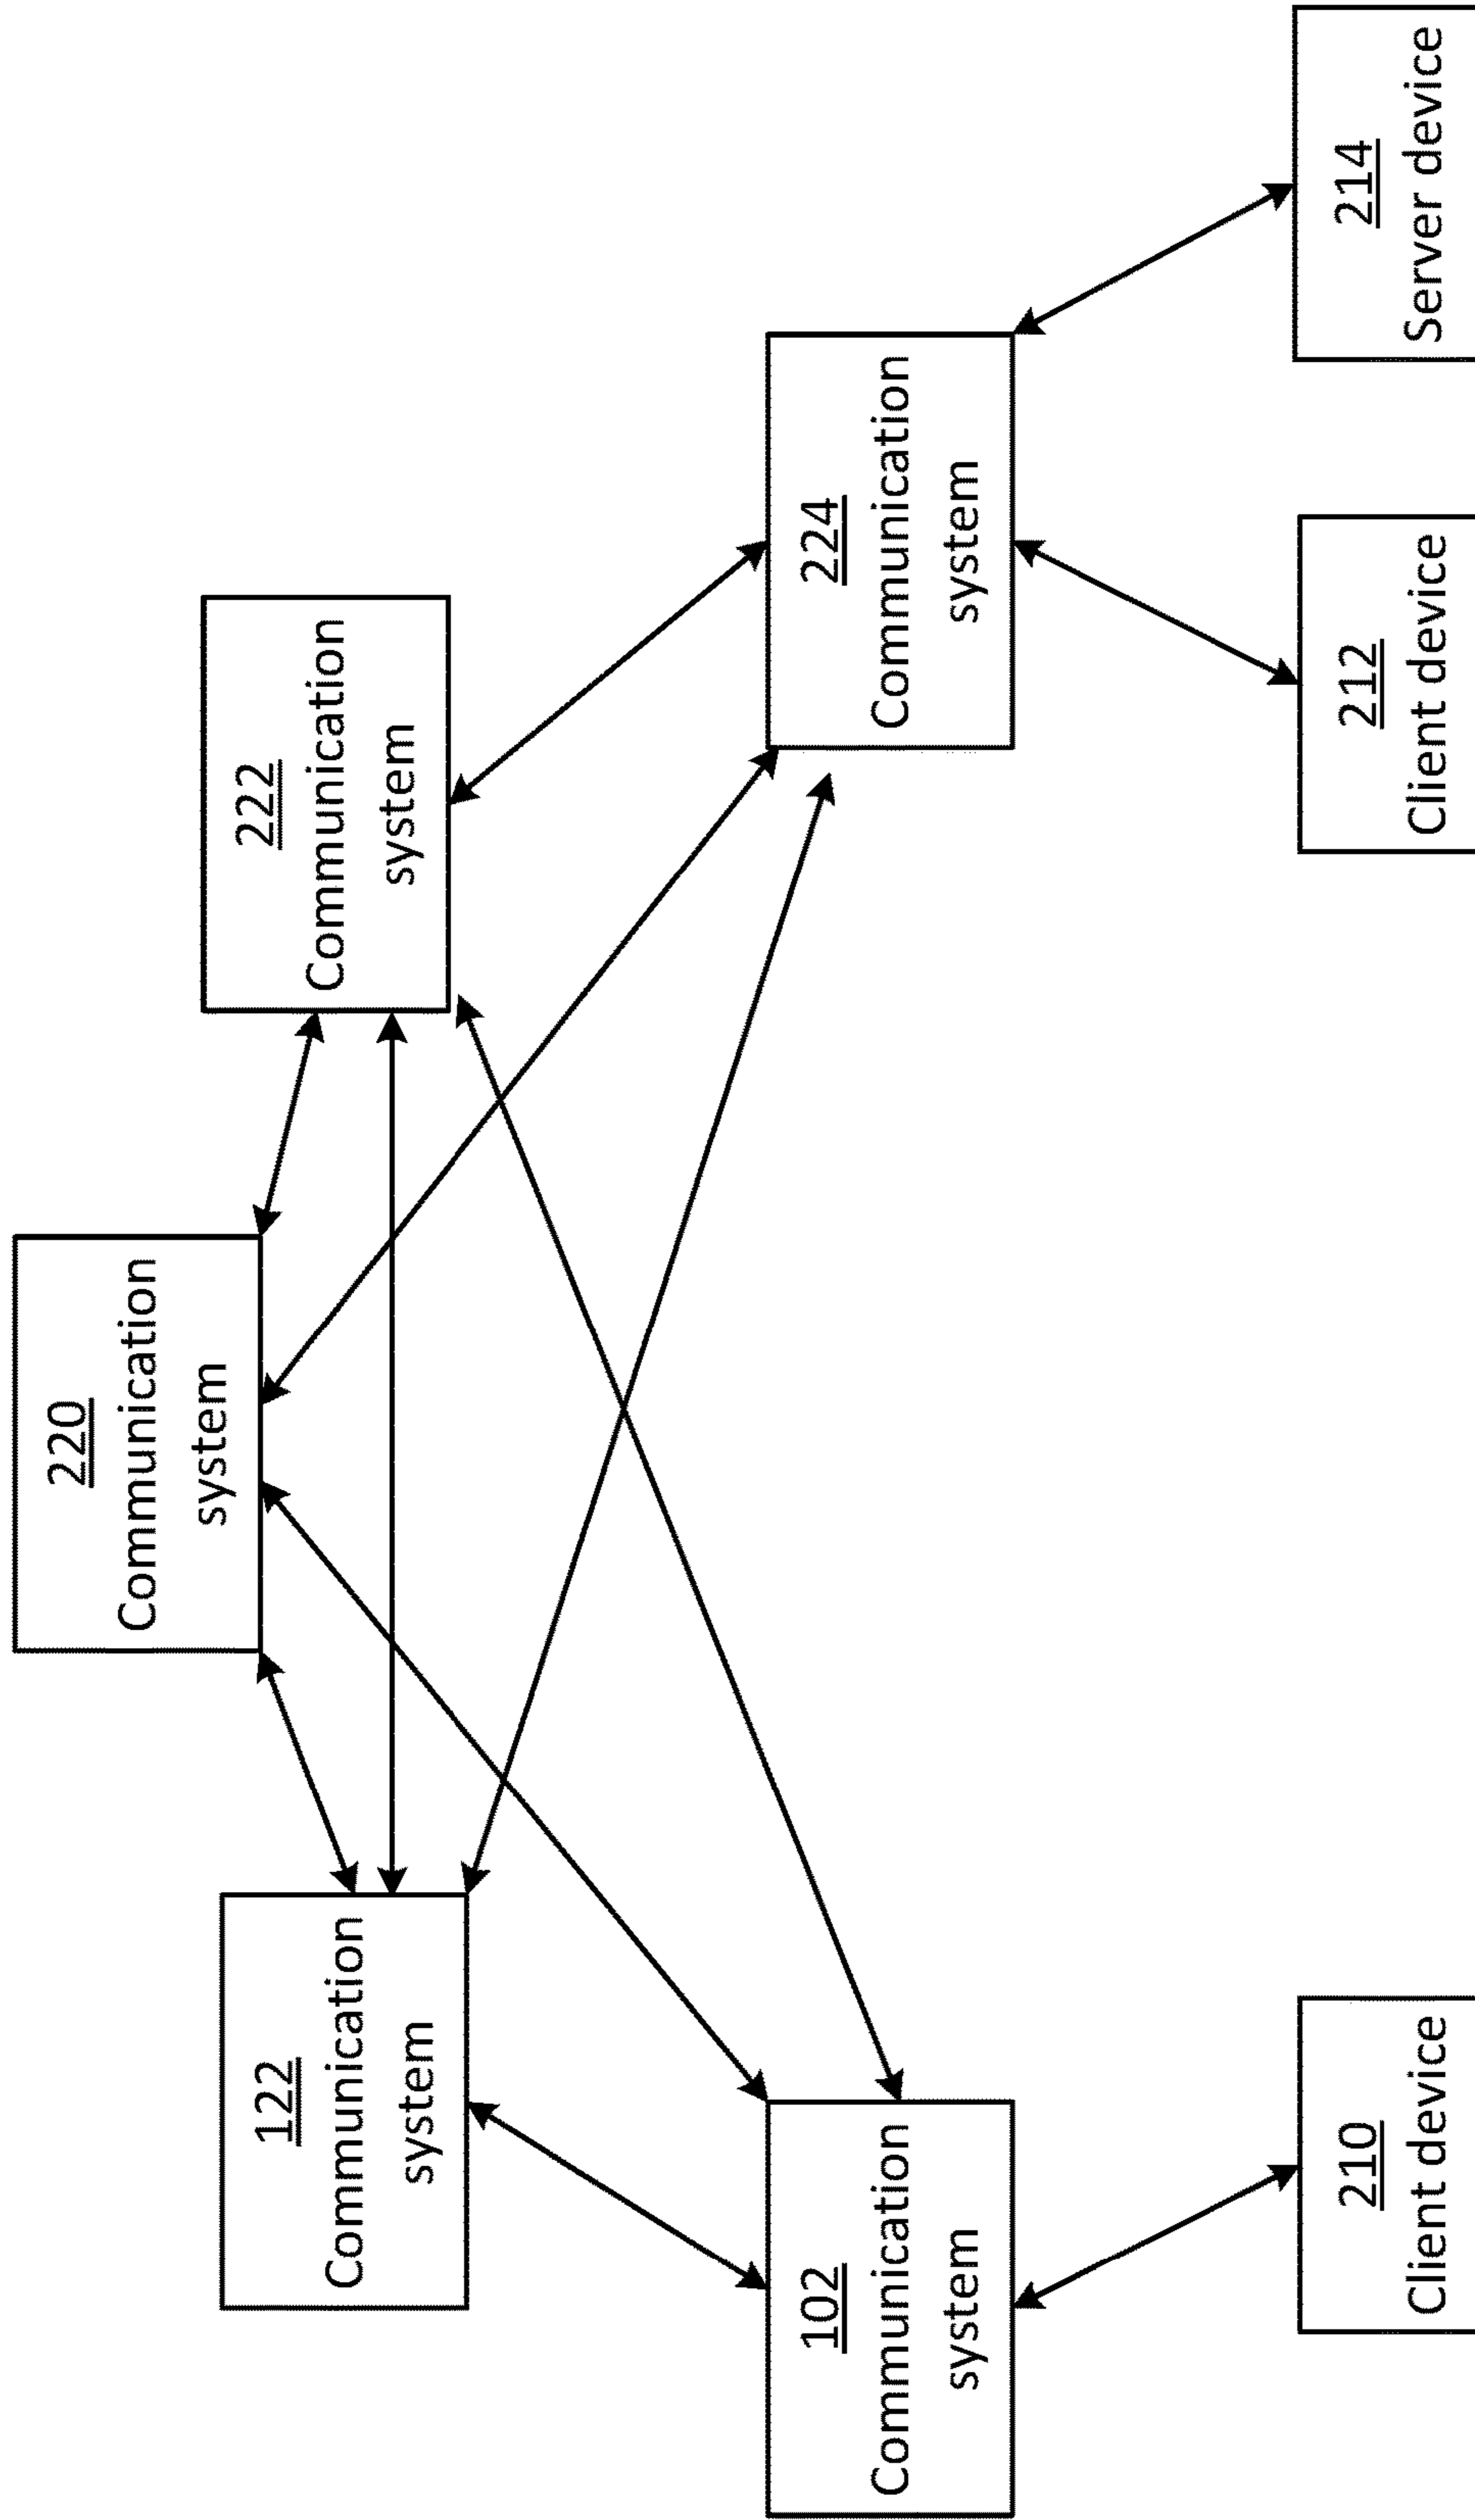 220
Communication
system
122
Communication
system
222
Communication
system
102
Communication
system
224
Communication
system
210
Client device
212
Client device
214
Server device